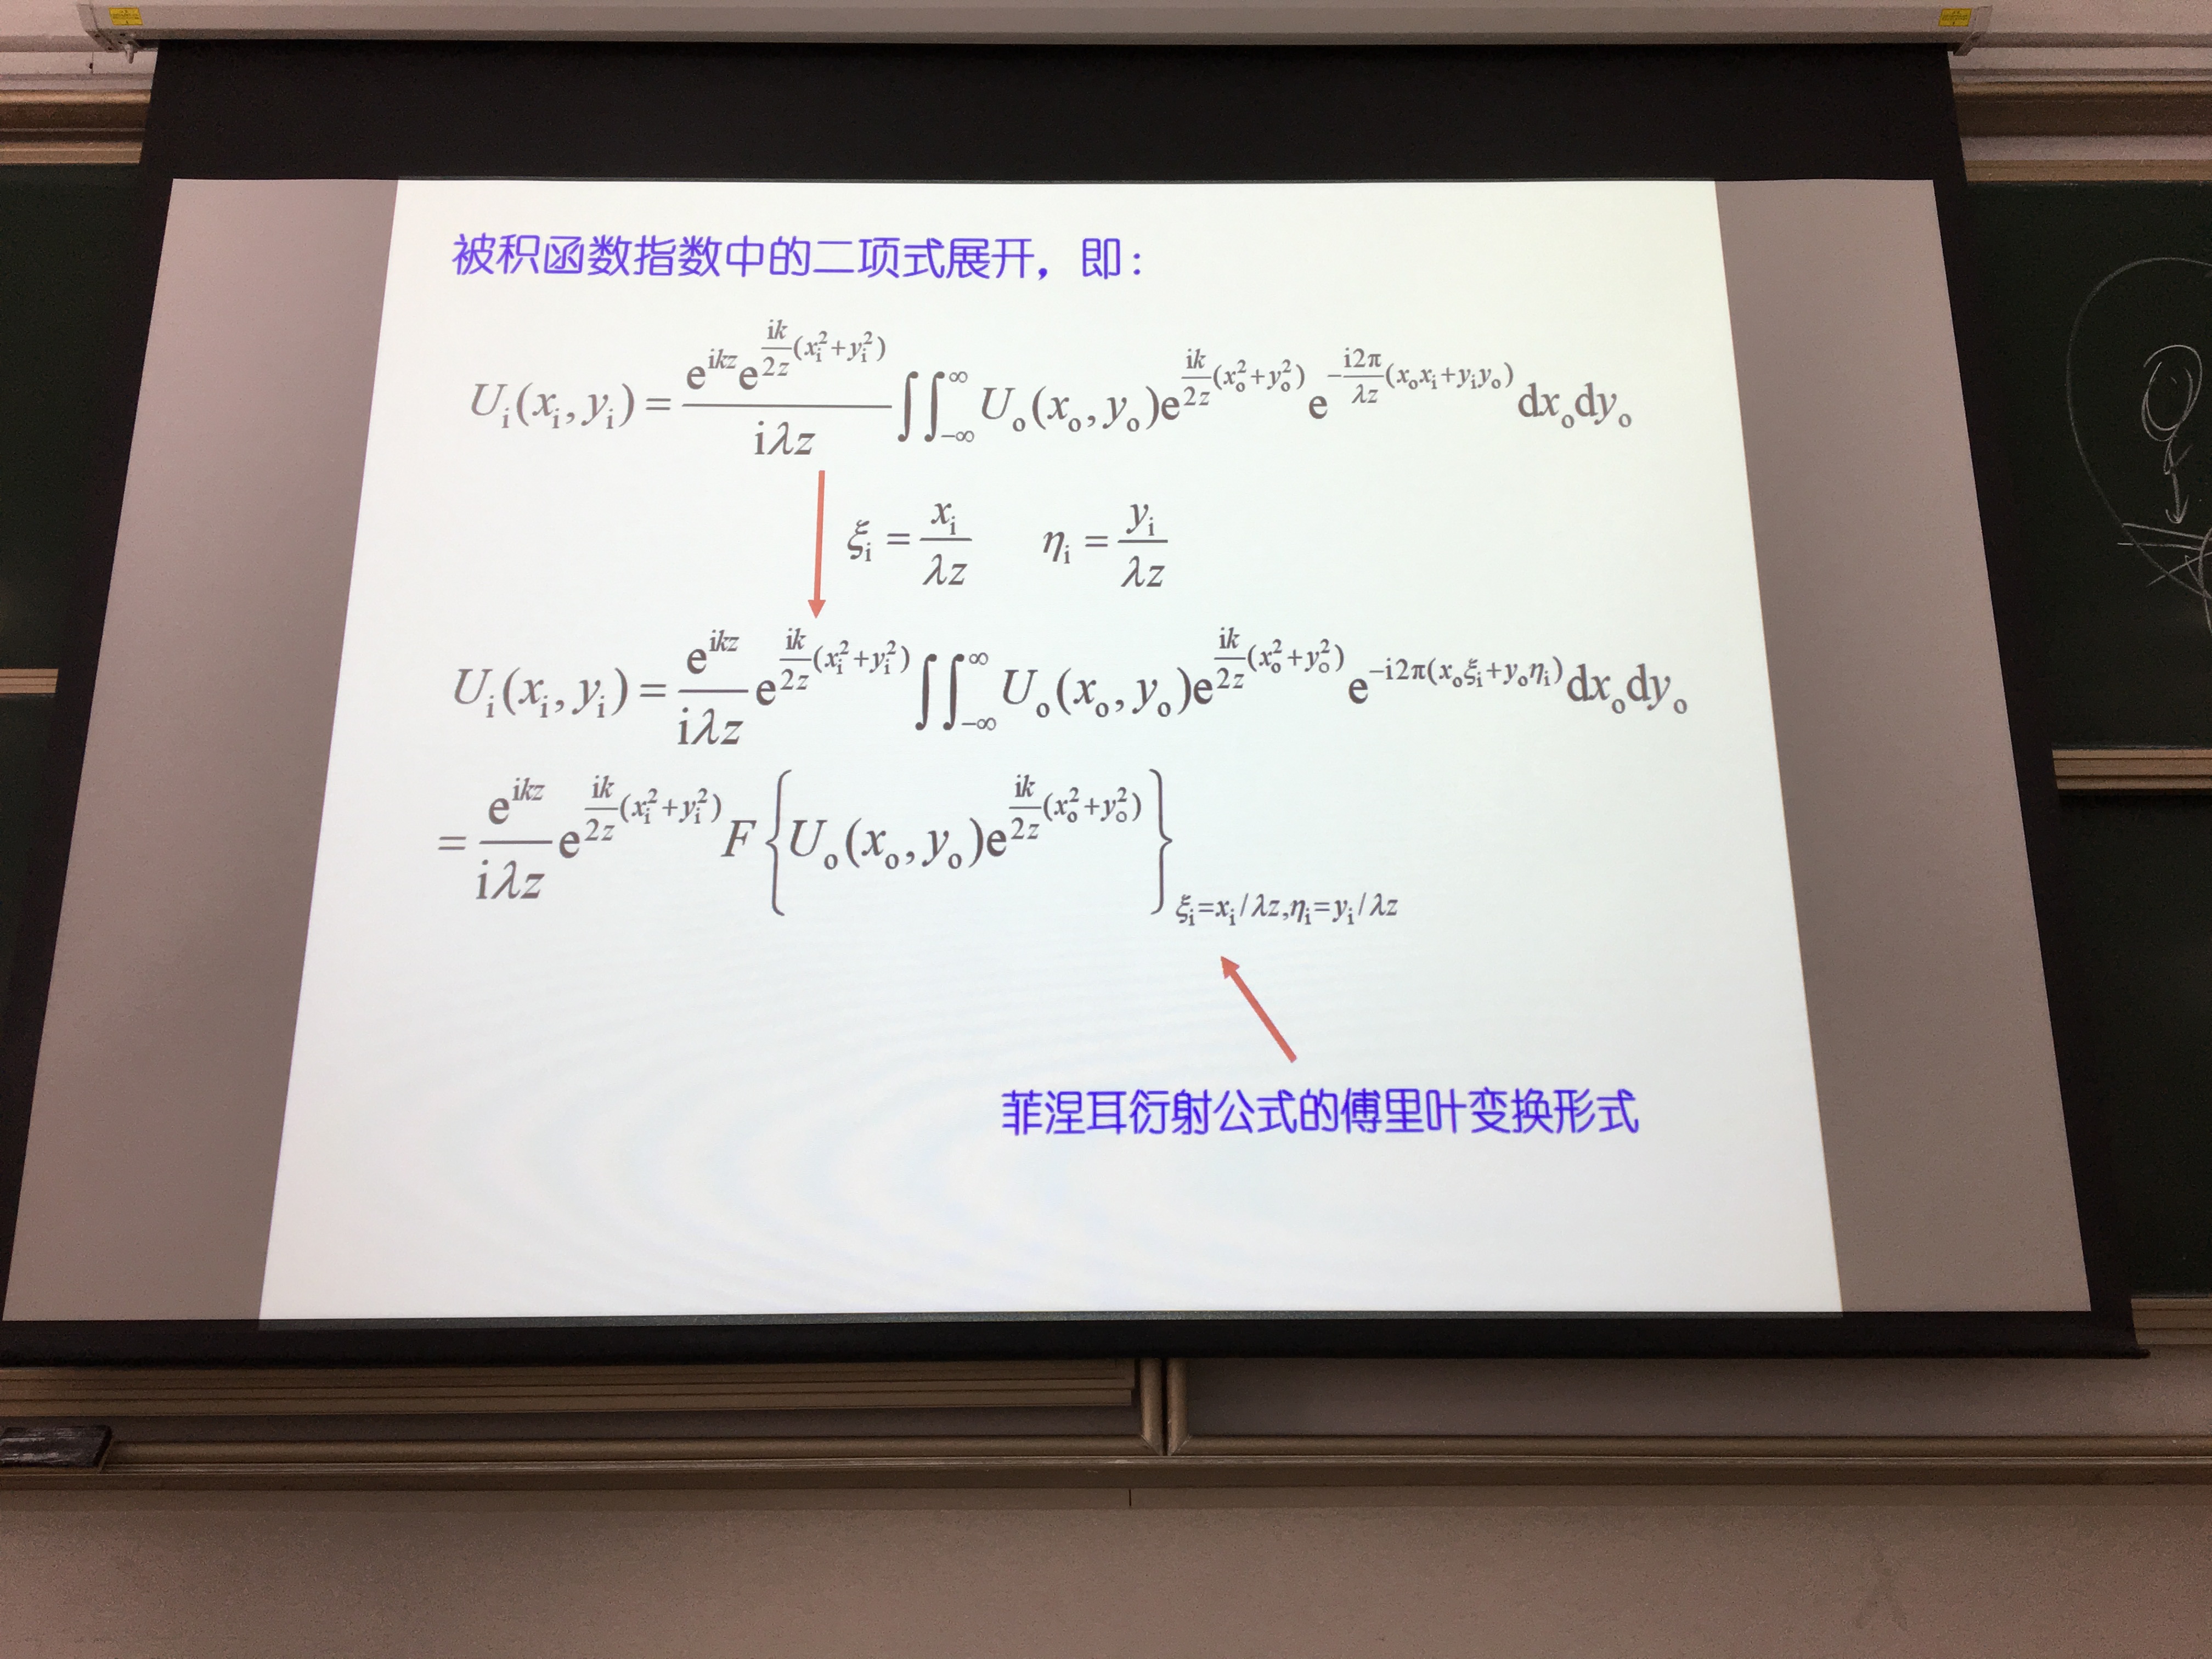 被积函数指数中的二项式展开，即：
$U_i(x_i, y_i) = \frac{e^{ikz} e^{\frac{ik}{2z}(x_i^2+y_i^2)}}{i\lambda z} \iint_{-\infty}^{\infty} U_o(x_o, y_o) e^{\frac{ik}{2z}(x_o^2+y_o^2)} e^{-\frac{i2\pi}{\lambda z}(x_o x_i + y_i y_o)} dx_o dy_o$
$\xi_i = \frac{x_i}{\lambda z} \quad \eta_i = \frac{y_i}{\lambda z}$
$U_i(x_i, y_i) = \frac{e^{ikz}}{i\lambda z} e^{\frac{ik}{2z}(x_i^2+y_i^2)} \iint_{-\infty}^{\infty} U_o(x_o, y_o) e^{\frac{ik}{2z}(x_o^2+y_o^2)} e^{-i2\pi(x_o \xi_i + y_o \eta_i)} dx_o dy_o$
$= \frac{e^{ikz}}{i\lambda z} e^{\frac{ik}{2z}(x_i^2+y_i^2)} F \left\{ U_o(x_o, y_o) e^{\frac{ik}{2z}(x_o^2+y_o^2)} \right\}_{\xi_i = x_i/\lambda z, \eta_i = y_i/\lambda z}$
菲涅耳衍射公式的傅里叶变换形式